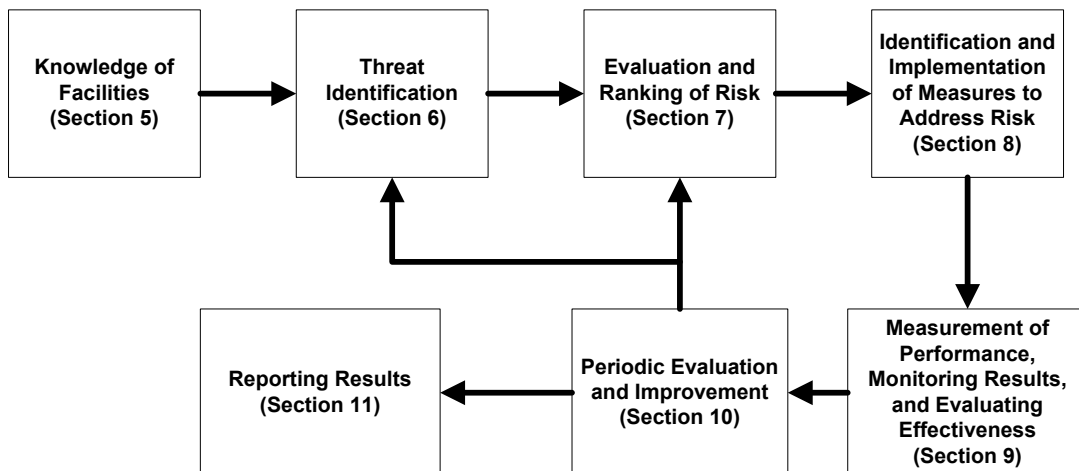 Knowledge of
Facilities
(Section 5)
Threat
Identification
(Section 6)
Evaluation and
Ranking of Risk
(Section 7)
Identification and
Implementation
of Measures to
Address Risk
(Section 8)
Reporting Results
(Section 11)
Periodic Evaluation
and Improvement
(Section 10)
Measurement of
Performance,
Monitoring Results,
and Evaluating
Effectiveness
(Section 9)